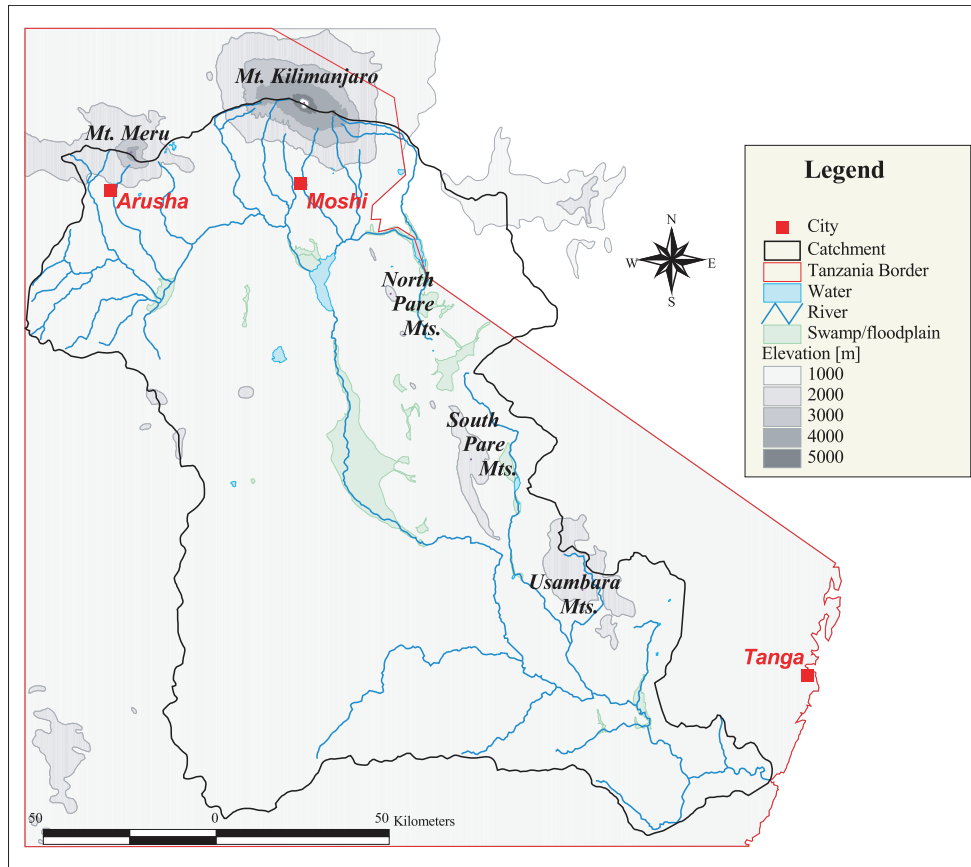 Mt. Kilimanjaro
Mt. Meru
Arusha
Moshi
North
Pare
Mts.
South
Pare
Mts.
Usambara
Mts.
Tanga
N
W
E
S
Legend
City
Catchment
Tanzania Border
Water
River
Swamp/floodplain
Elevation [m]
1000
2000
3000
4000
5000
50
0
50
Kilometers